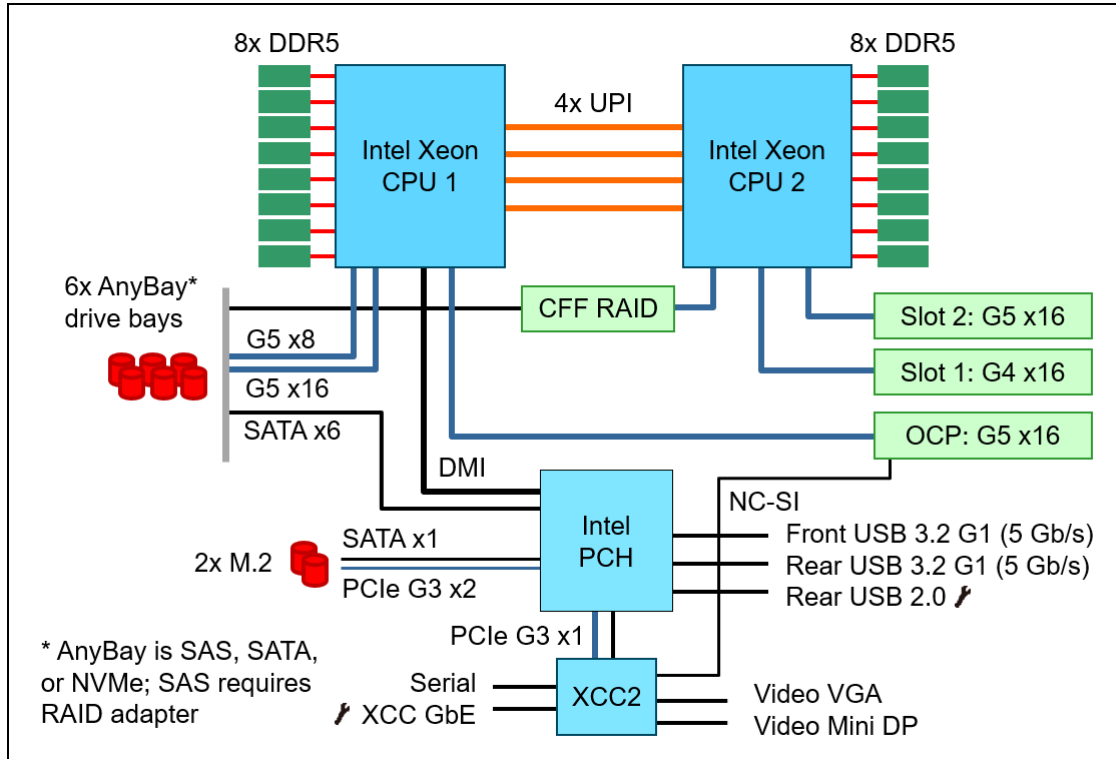 8x DDR5
8x DDR5
4x UPI
Intel Xeon
CPU 1
Intel Xeon
CPU 2
6x AnyBay*
drive bays
CFF RAID
Slot 2: G5 x16
G5 x8
Slot 1: G4 x16
G5 x16
SATA x6
OCP: G5 x16
DMI
NC-SI
Intel
PCH
SATA x1
2x M.2
PCIe G3 x2
Front USB 3.2 G1 (5 Gb/s)
Rear USB 3.2 G1 (5 Gb/s)
Rear USB 2.0
PCIe G3 x1
* AnyBay is SAS, SATA,
or NVMe; SAS requires
RAID adapter
Serial
XCC GbE
XCC2
Video VGA
Video Mini DP